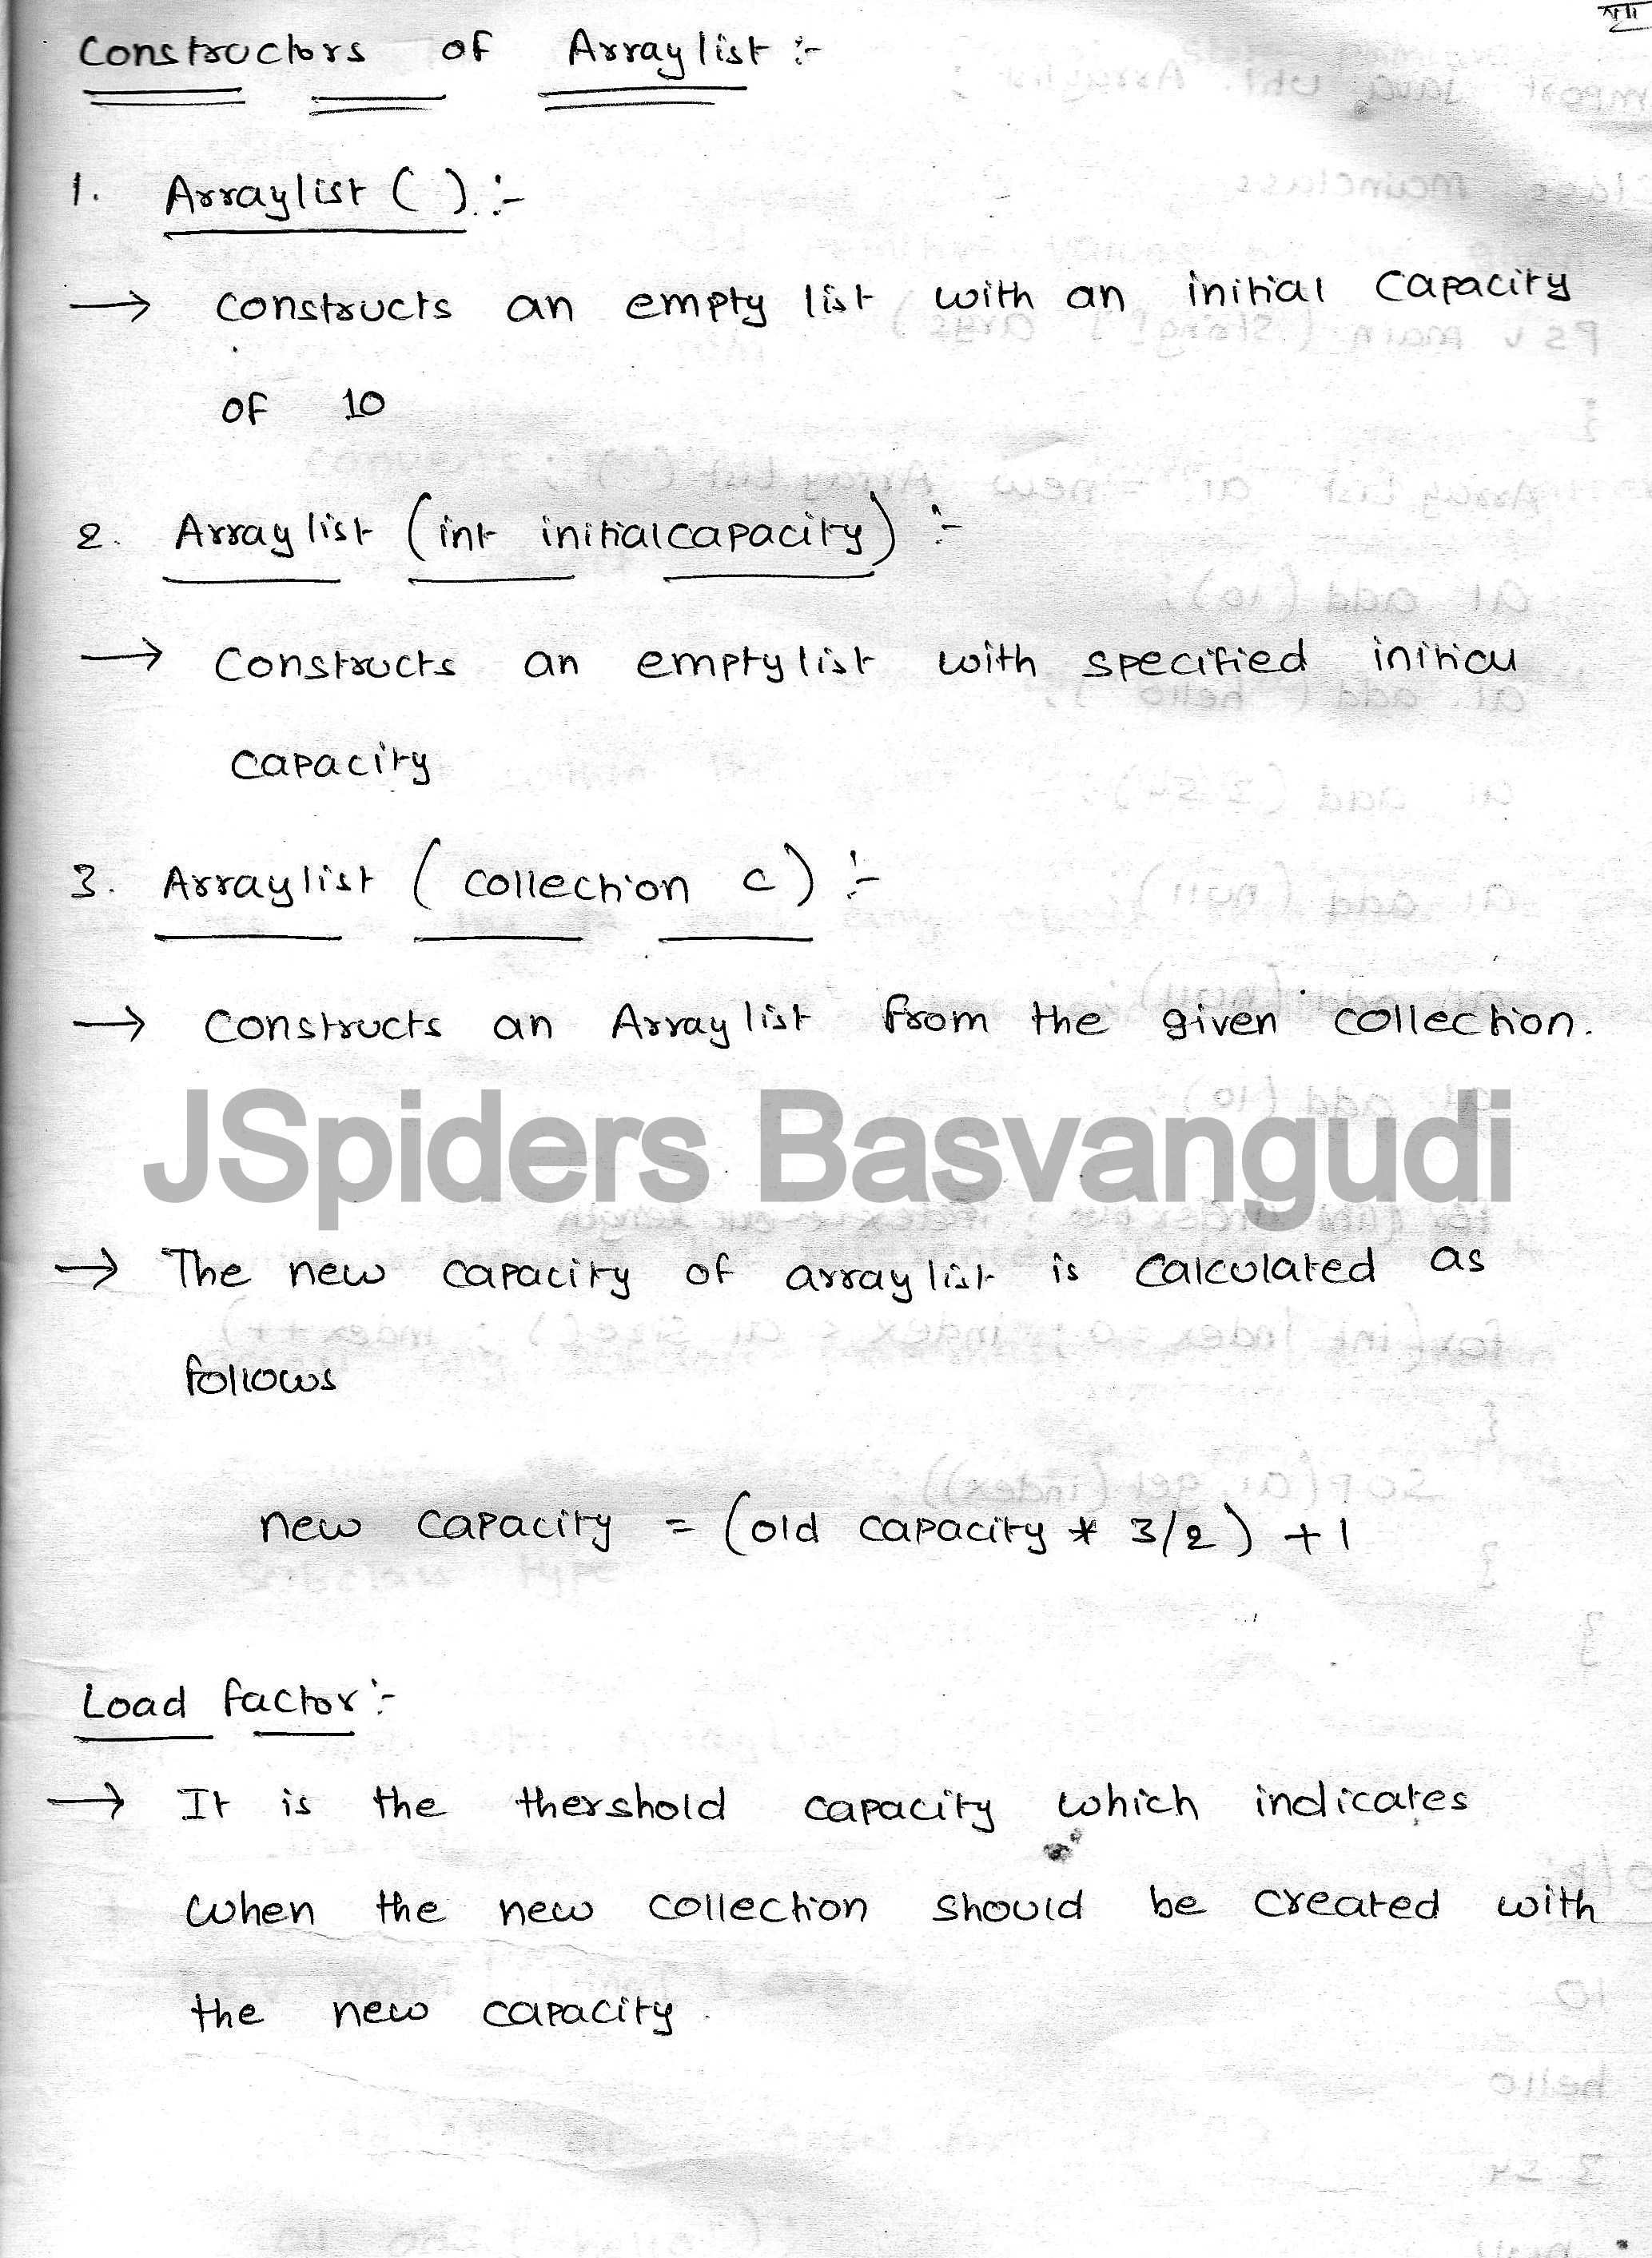 Constructors of Arraylist :-
1. Arraylist ( ) :-
→ constructs an empty list with an initial capacity
of 10
2. Arraylist (int initialcapacity) :-
→ Constructs an emptylist with specified initial
capacity
3. Arraylist ( collection c) :-
→ Constructs an Arraylist from the given collection.
JSpiders Basvangudi
→ The new capacity of arraylist is calculated as
follows
new capacity = (old capacity * 3/2) + 1
Load factor :-
→ It is the thershold capacity which indicates
when the new collection should be created with
the new capacity.